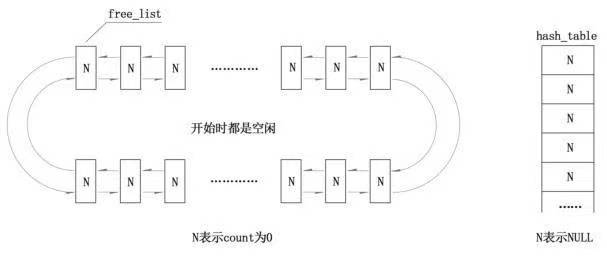 free_list
hash_table
N N N ………… N N N
N
N
开始时都是空闲
N
N
N N N ………… N N N
……
N表示count为0
N表示NULL